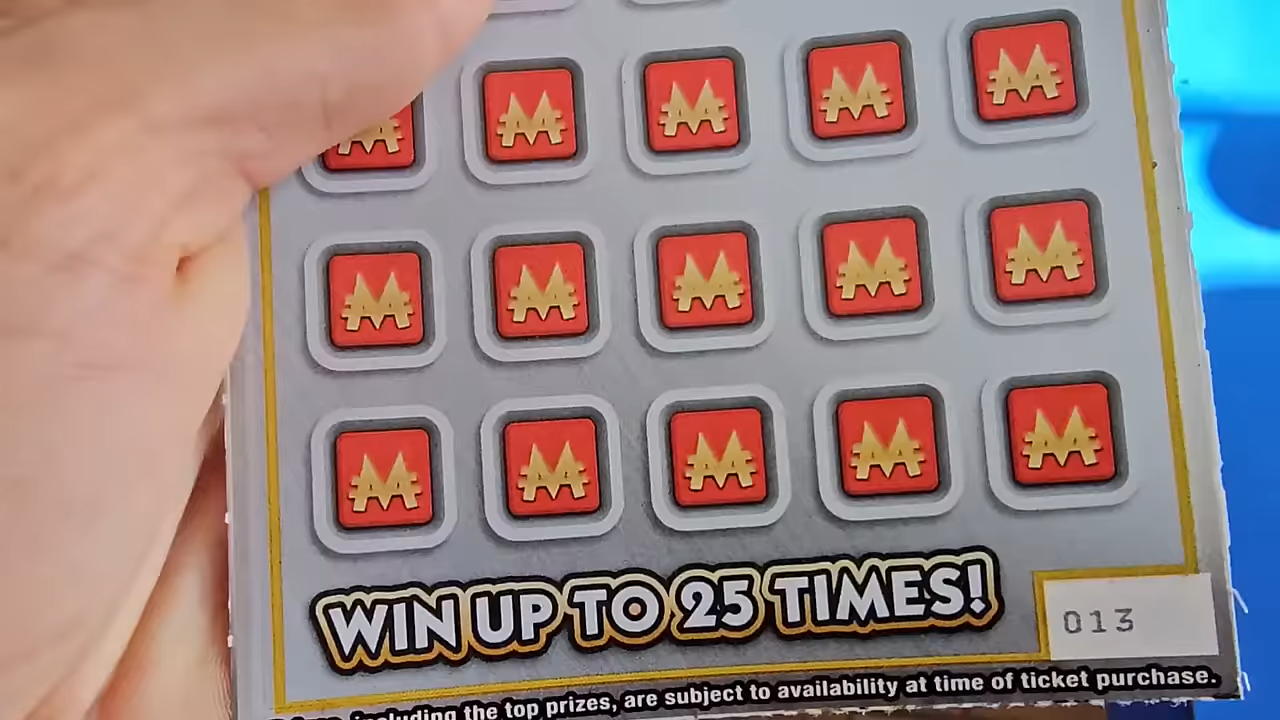 WIN UP TO 25 TIMES!
013
including the top prizes, are subject to availability at time of ticket purchase.